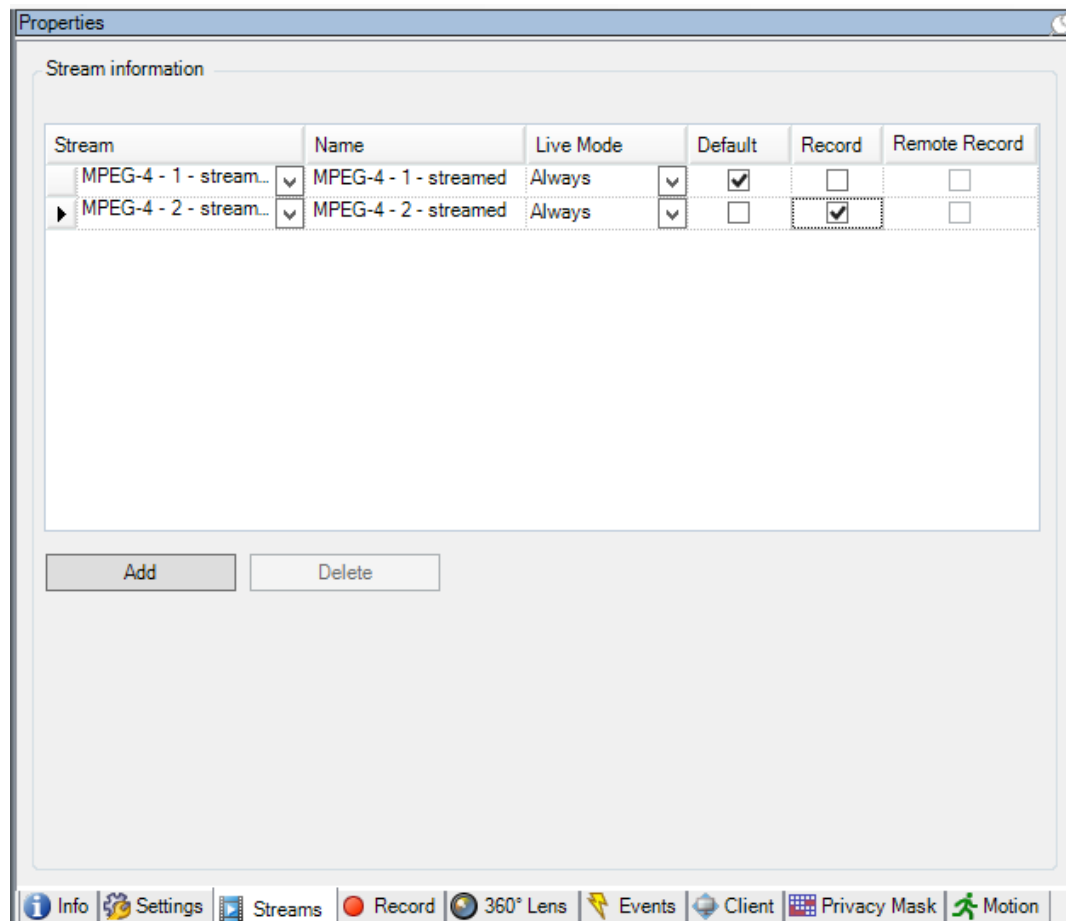 Properties
Stream information
Stream Name Live Mode Default Record Remote Record
MPEG-4 - 1 - stream... MPEG-4 - 1 - streamed Always
MPEG-4 - 2 - stream... MPEG-4 - 2 - streamed Always
Add Delete
Info Settings Streams Record 360° Lens Events Client Privacy Mask Motion